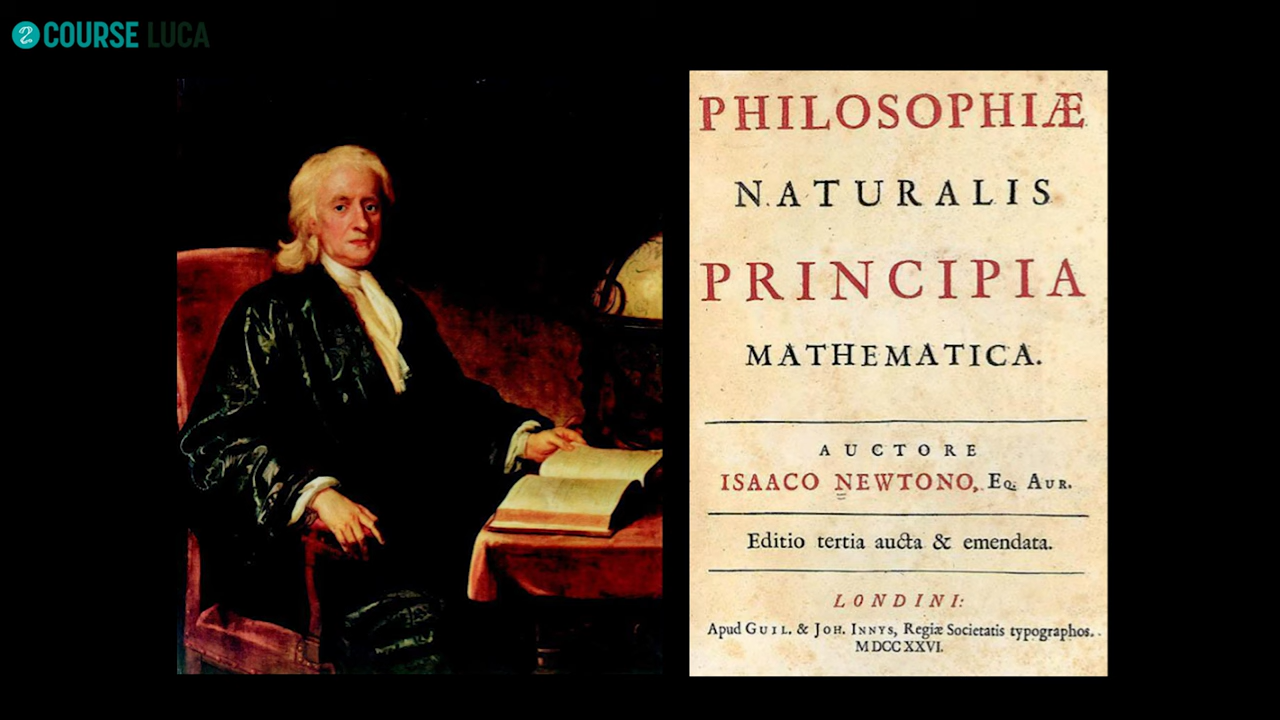 COURSE LUCA
PHILOSOPHIÆ
NATURALIS
PRINCIPIA
MATHEMATICA.
AUCTORE
ISAACO NEWTONO, EQ. AUR.
Editio tertia aucta & emendata.
LONDINI:
Apud GUIL. & JOH. INNYS, Regiæ Societatis typographos.
MDCCXXVI.